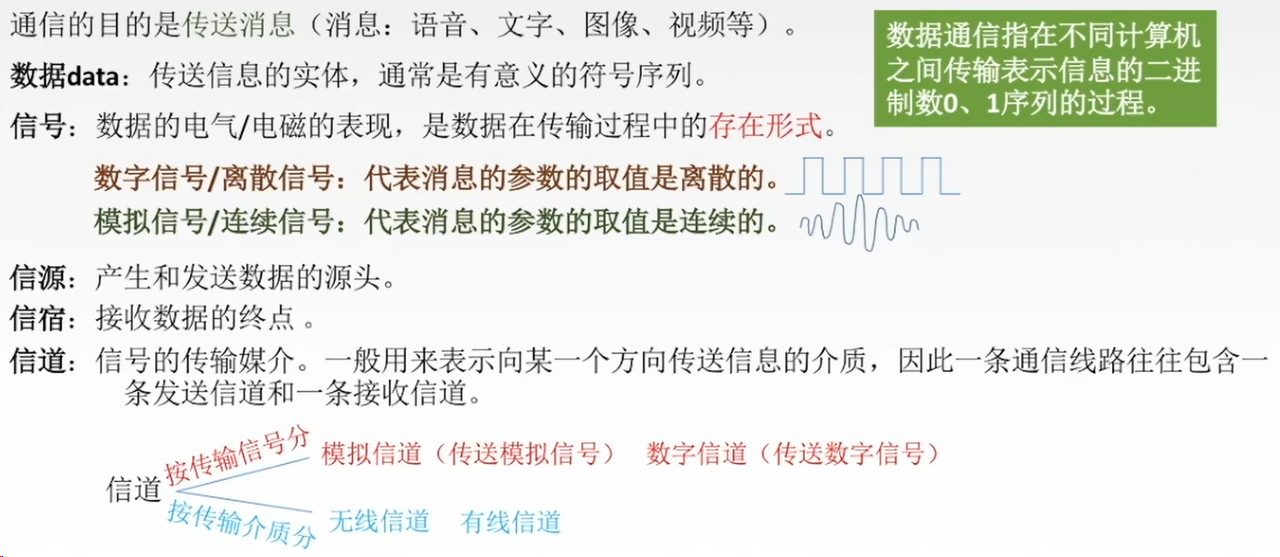 通信的目的是传送消息（消息：语音、文字、图像、视频等）。
数据通信指在不同计算机
之间传输表示信息的二进
制数0、1序列的过程。
数据data：传送信息的实体，通常是有意义的符号序列。
信号：数据的电气/电磁的表现，是数据在传输过程中的存在形式。
数字信号/离散信号：代表消息的参数的取值是离散的。
模拟信号/连续信号：代表消息的参数的取值是连续的。
信源：产生和发送数据的源头。
信宿：接收数据的终点 。
信道：信号的传输媒介。一般用来表示向某一个方向传送信息的介质，因此一条通信线路往往包含一
条发送信道和一条接收信道。
信道
按传输信号分
模拟信道（传送模拟信号） 数字信道（传送数字信号）
按传输介质分
无线信道 有线信道